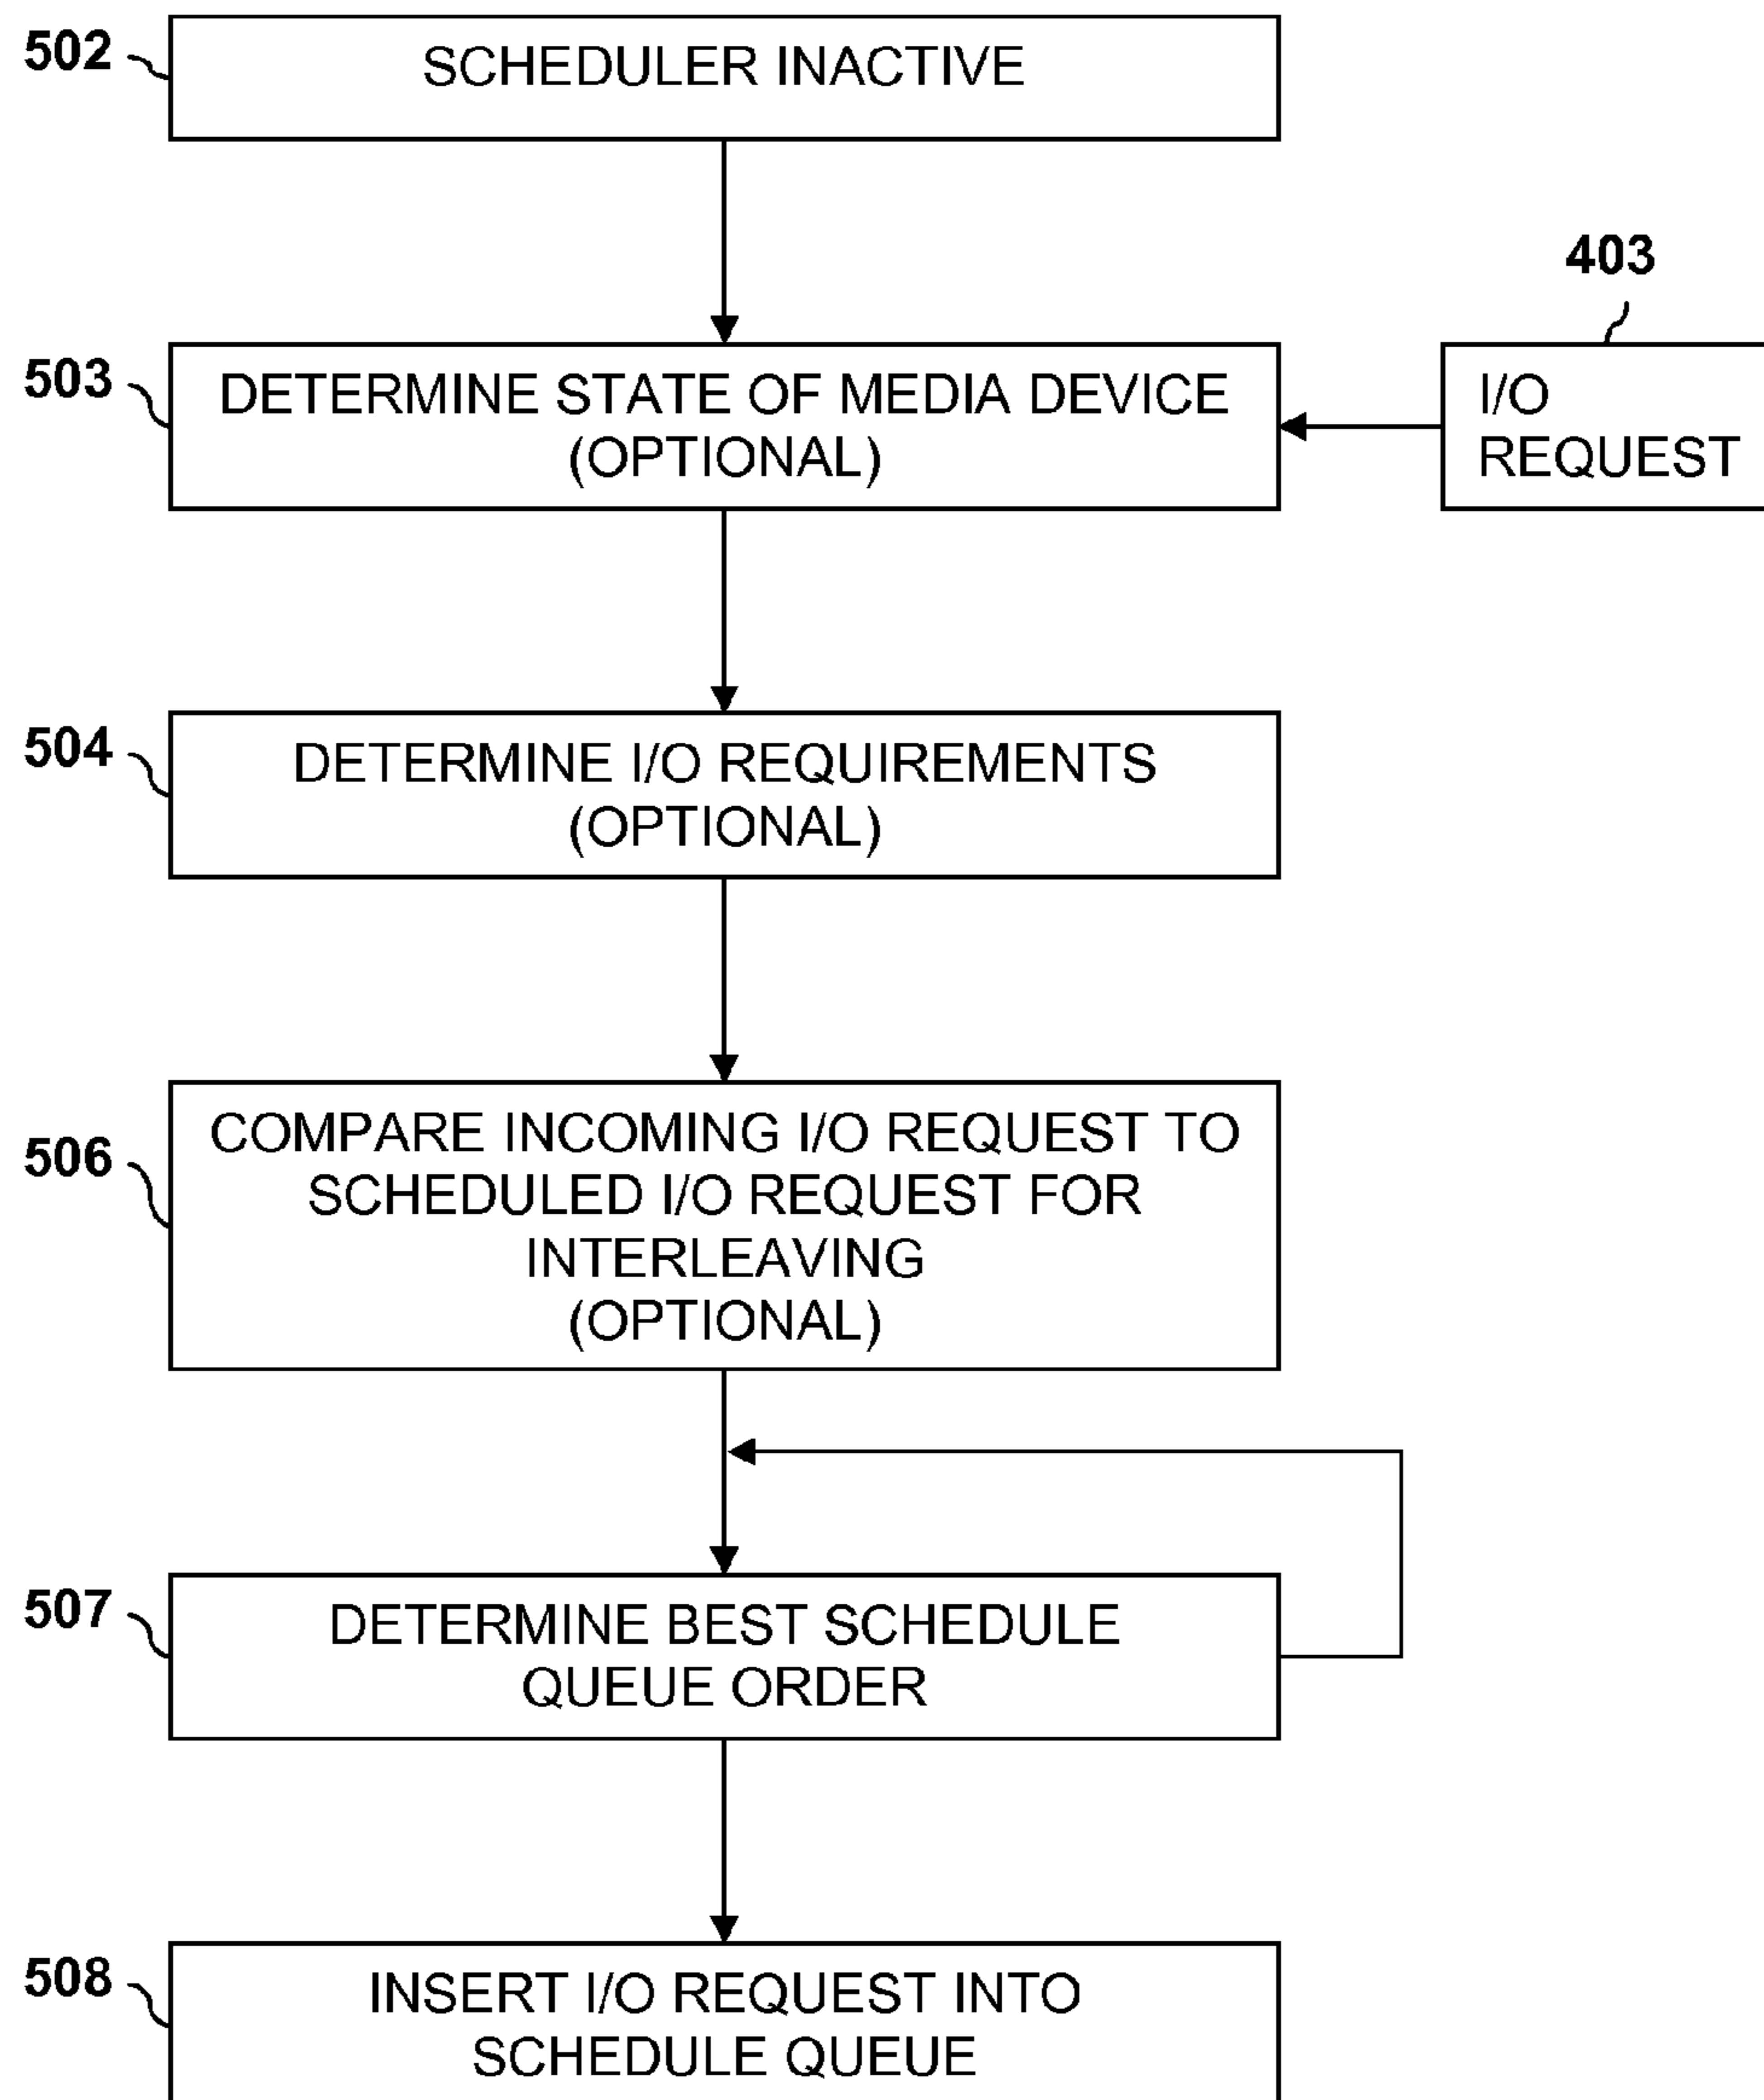 502
SCHEDULER INACTIVE
403
503
DETERMINE STATE OF MEDIA DEVICE
(OPTIONAL)
I/O
REQUEST
504
DETERMINE I/O REQUIREMENTS
(OPTIONAL)
506
COMPARE INCOMING I/O REQUEST TO
SCHEDULED I/O REQUEST FOR
INTERLEAVING
(OPTIONAL)
507
DETERMINE BEST SCHEDULE
QUEUE ORDER
508
INSERT I/O REQUEST INTO
SCHEDULE QUEUE